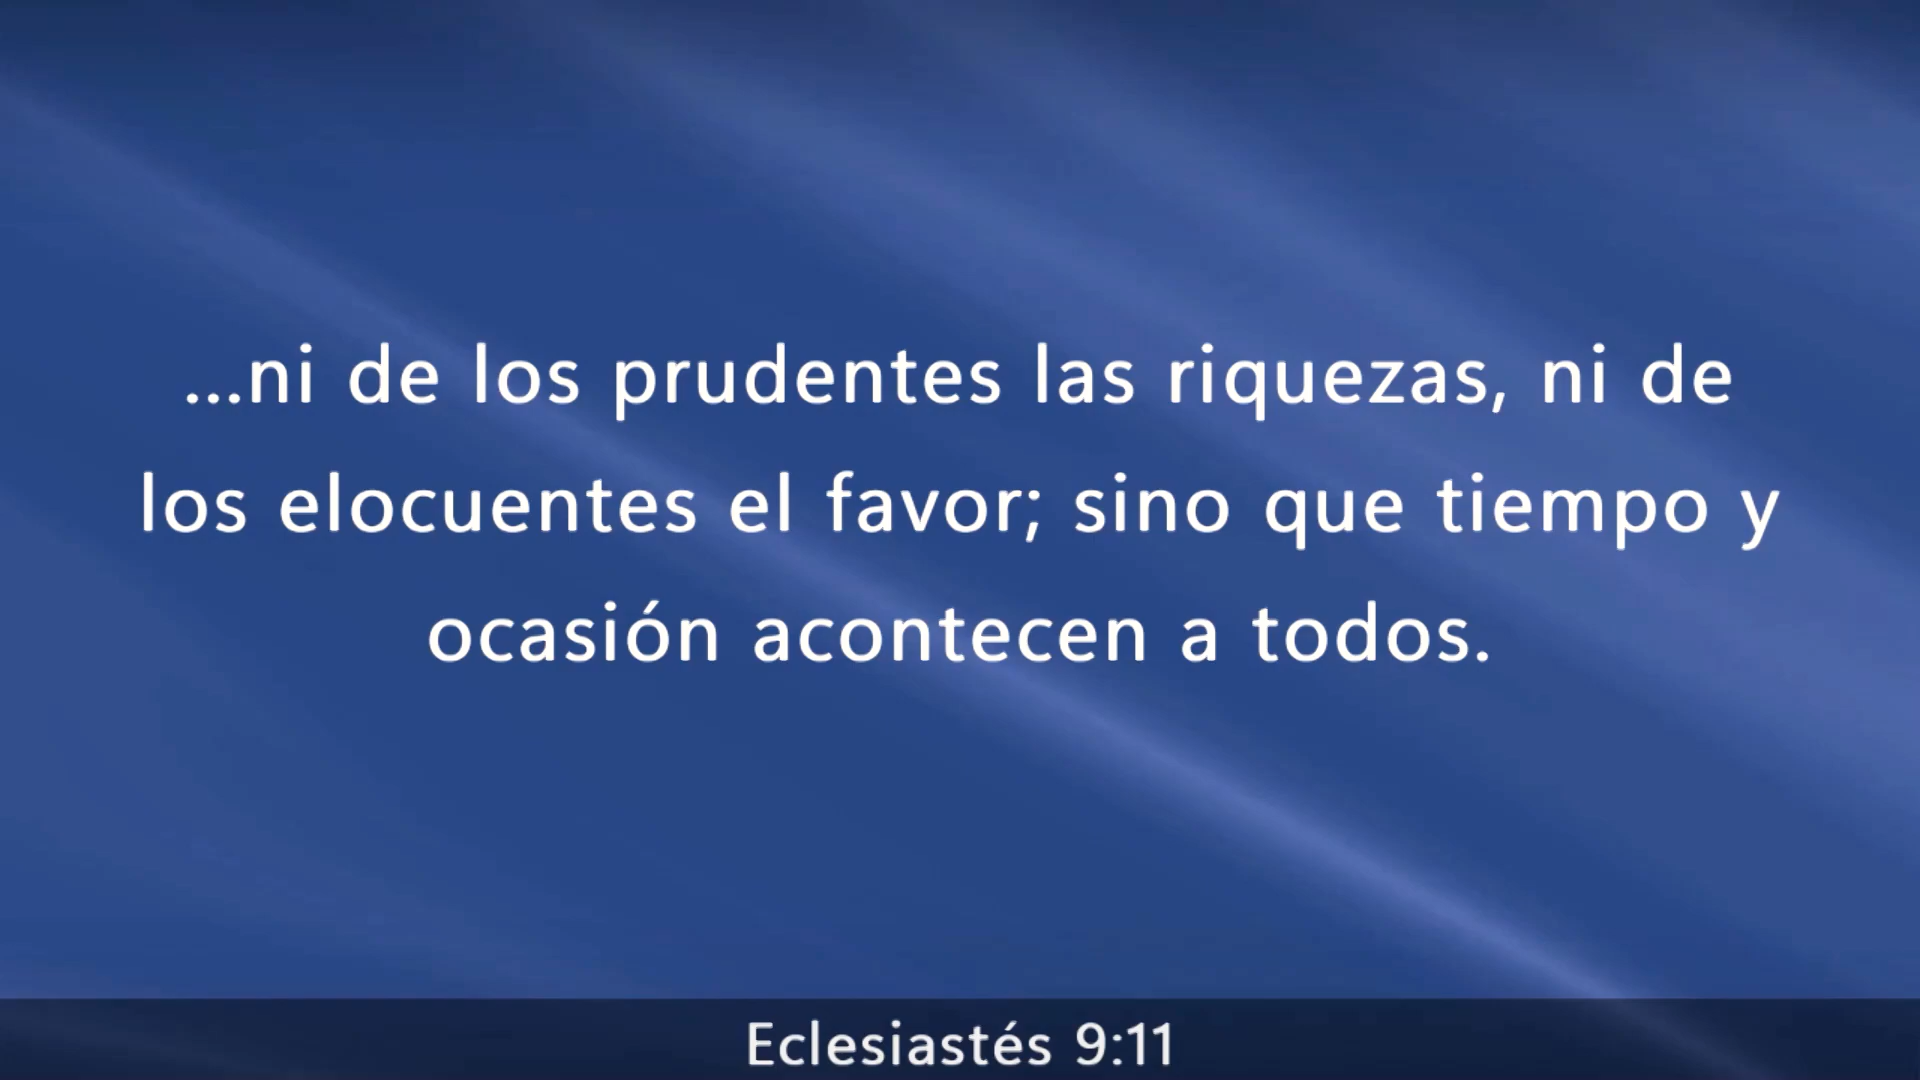 ...ni de los prudentes las riquezas, ni de
los elocuentes el favor; sino que tiempo y
ocasión acontecen a todos.
Eclesiastés 9:11